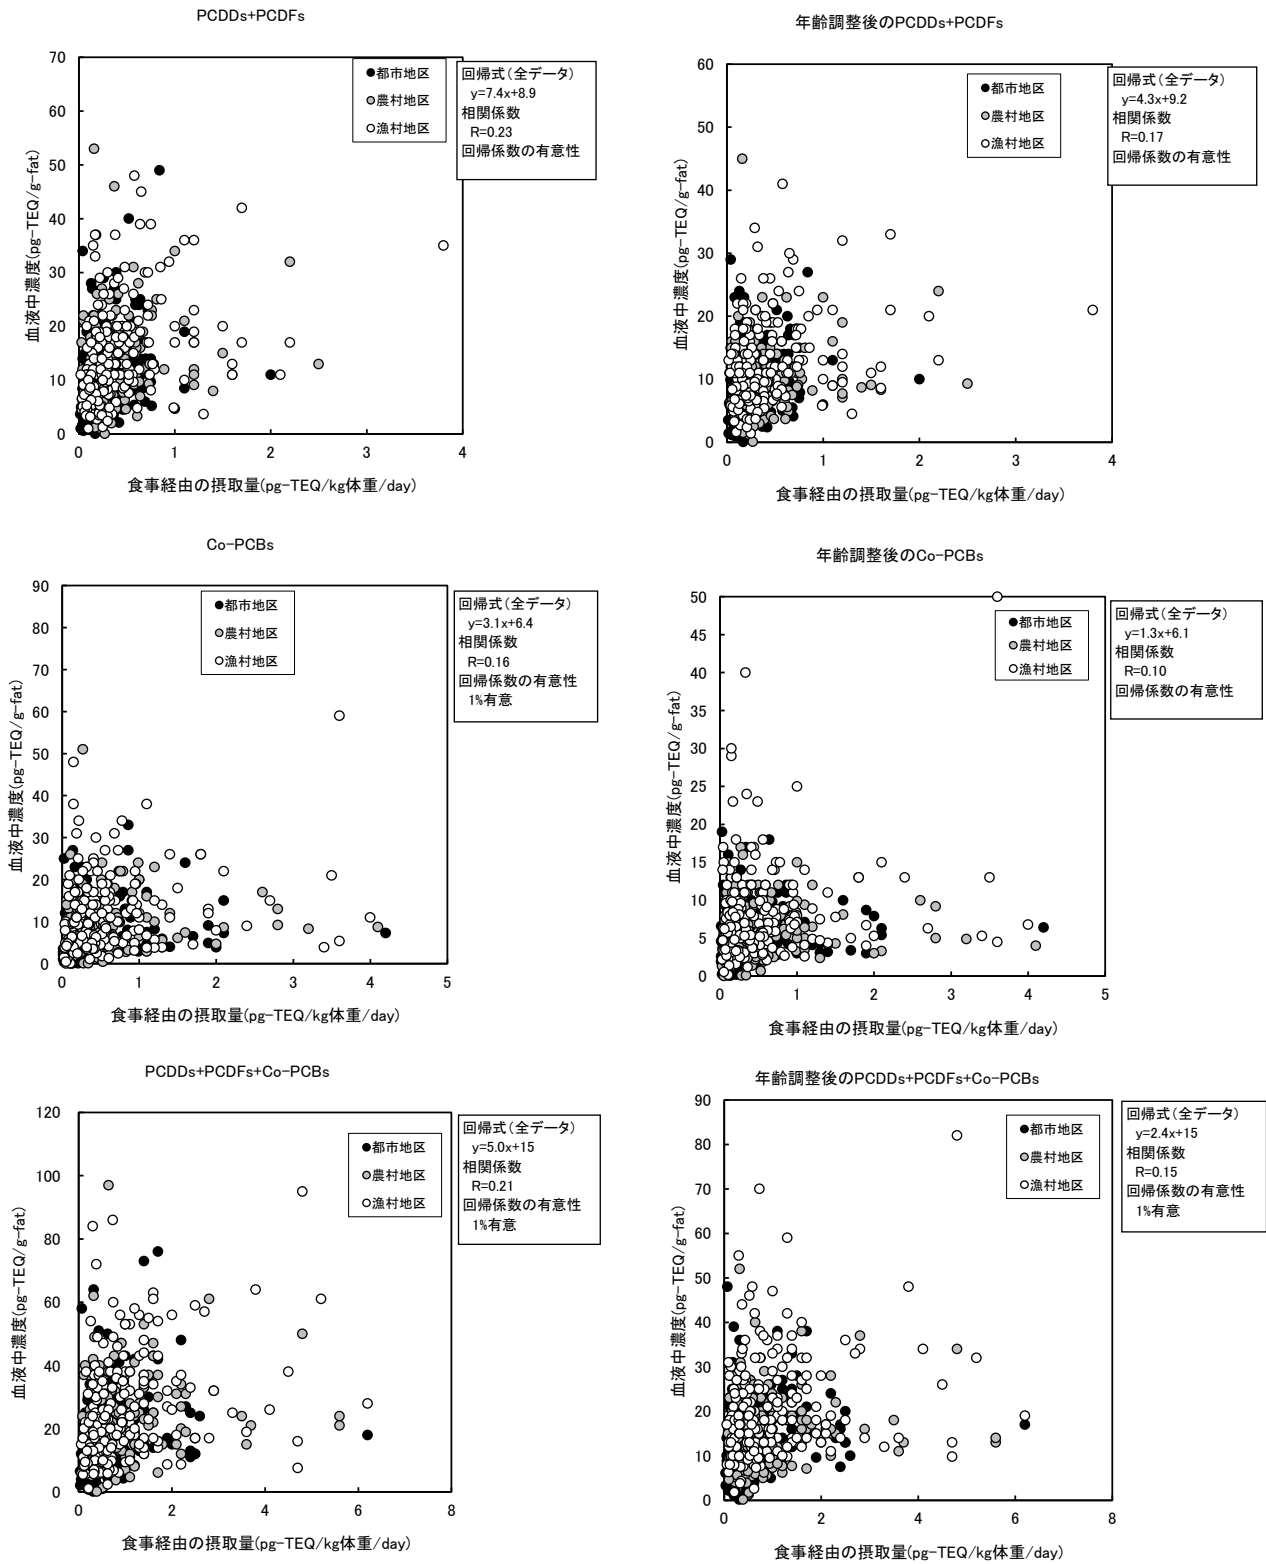 PCDDs+PCDFs
70
60
50
40
30
20
10
0
0
1
2
3
4
血液中濃度(pg-TEQ/g-fat)
食事経由の摂取量(pg-TEQ/kg体重/day)
都市地区
農村地区
漁村地区
回帰式(全データ)
y=7.4x+8.9
相関係数
R=0.23
回帰係数の有意性
年齢調整後のPCDDs+PCDFs
60
50
40
30
20
10
0
0
1
2
3
4
血液中濃度(pg-TEQ/g-fat)
食事経由の摂取量(pg-TEQ/kg体重/day)
都市地区
農村地区
漁村地区
回帰式(全データ)
y=4.3x+9.2
相関係数
R=0.17
回帰係数の有意性
Co-PCBs
90
80
70
60
50
40
30
20
10
0
0
1
2
3
4
5
血液中濃度(pg-TEQ/g-fat)
食事経由の摂取量(pg-TEQ/kg体重/day)
都市地区
農村地区
漁村地区
回帰式(全データ)
y=3.1x+6.4
相関係数
R=0.16
回帰係数の有意性
1%有意
年齢調整後のCo-PCBs
50
45
40
35
30
25
20
15
10
5
0
0
1
2
3
4
5
血液中濃度(pg-TEQ/g-fat)
食事経由の摂取量(pg-TEQ/kg体重/day)
都市地区
農村地区
漁村地区
回帰式(全データ)
y=1.3x+6.1
相関係数
R=0.10
回帰係数の有意性
PCDDs+PCDFs+Co-PCBs
120
100
80
60
40
20
0
0
2
4
6
8
血液中濃度(pg-TEQ/g-fat)
食事経由の摂取量(pg-TEQ/kg体重/day)
都市地区
農村地区
漁村地区
回帰式(全データ)
y=5.0x+15
相関係数
R=0.21
回帰係数の有意性
1%有意
年齢調整後のPCDDs+PCDFs+Co-PCBs
90
80
70
60
50
40
30
20
10
0
0
2
4
6
8
血液中濃度(pg-TEQ/g-fat)
食事経由の摂取量(pg-TEQ/kg体重/day)
都市地区
農村地区
漁村地区
回帰式(全データ)
y=2.4x+15
相関係数
R=0.15
回帰係数の有意性
1%有意